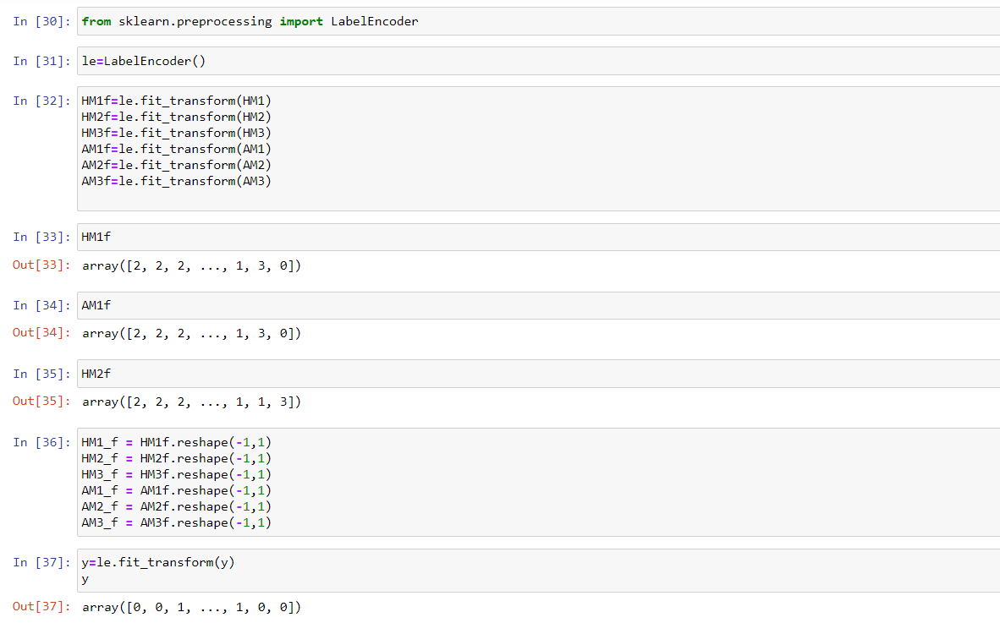 In [30]: from sklearn.preprocessing import LabelEncoder
In [31]: le=LabelEncoder()
In [32]: HM1f=le.fit_transform(HM1)
HM2f=le.fit_transform(HM2)
HM3f=le.fit_transform(HM3)
AM1f=le.fit_transform(AM1)
AM2f=le.fit_transform(AM2)
AM3f=le.fit_transform(AM3)
In [33]: HM1f
Out[33]: array([2, 2, 2, ..., 1, 3, 0])
In [34]: AM1f
Out[34]: array([2, 2, 2, ..., 1, 3, 0])
In [35]: HM2f
Out[35]: array([2, 2, 2, ..., 1, 1, 3])
In [36]: HM1_f = HM1f.reshape(-1,1)
HM2_f = HM2f.reshape(-1,1)
HM3_f = HM3f.reshape(-1,1)
AM1_f = AM1f.reshape(-1,1)
AM2_f = AM2f.reshape(-1,1)
AM3_f = AM3f.reshape(-1,1)
In [37]: y=le.fit_transform(y)
y
Out[37]: array([0, 0, 1, ..., 1, 0, 0])